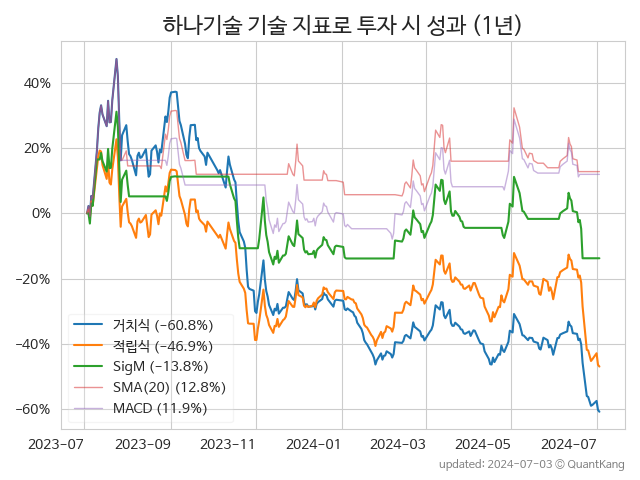 하나기술 기술 지표로 투자 시 성과 (1년)
40%
20%
0%
−20%
−40%
−60%
거치식 (−60.8%)
적립식 (−46.9%)
SigM (−13.8%)
SMA(20) (12.8%)
MACD (11.9%)
2023-07 2023-09 2023-11 2024-01 2024-03 2024-05 2024-07
updated: 2024-07-03 ⓒ QuantKang